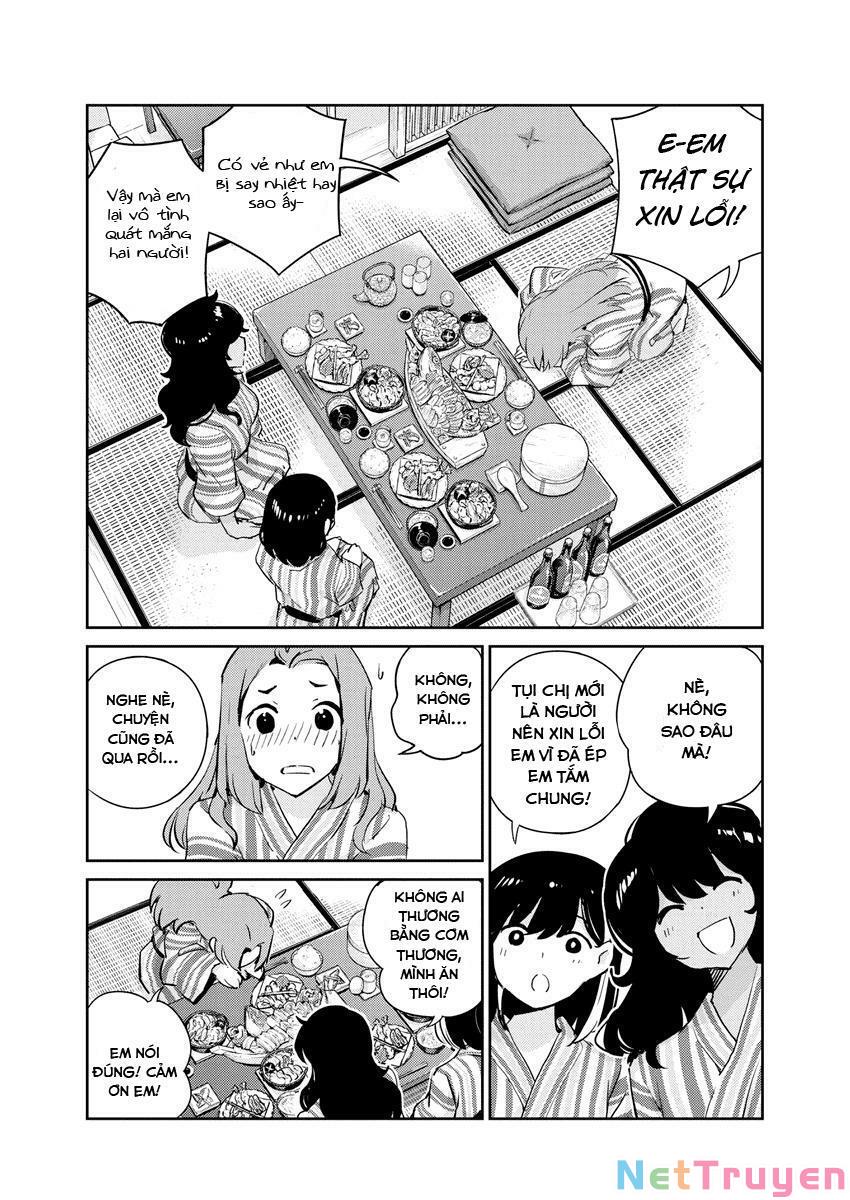 E-EM
THẬT SỰ
XIN LỖI!
Có vẻ như em
bị say nhiệt hay
sao ấy-
Vậy mà em
lại vô tình
quát mắng
hai người!
NÈ,
KHÔNG
SAO ĐÂU
MÀ!
TỤI CHỊ MỚI
LÀ NGƯỜI
NÊN XIN LỖI
EM VÌ ĐÃ ÉP
EM TẮM
CHUNG!
KHÔNG,
KHÔNG
PHẢI...
NGHE NÈ,
CHUYỆN
CŨNG ĐÃ
QUA RỒI...
KHÔNG AI
THƯƠNG
BẰNG CƠM
THƯƠNG,
MÌNH ĂN
THÔI!
EM NÓI
ĐÚNG! CẢM
ƠN EM!
NetTruyen